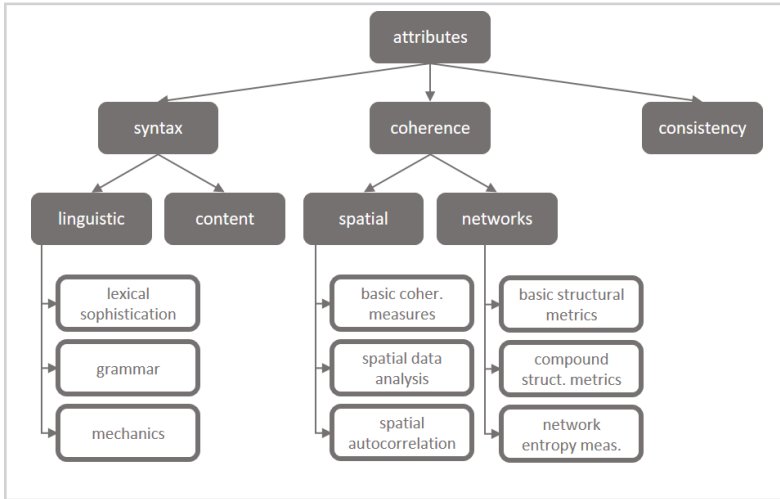 attributes
syntax
coherence
consistency
linguistic
content
spatial
networks
lexical
sophistication
grammar
mechanics
basic coher.
measures
spatial data
analysis
spatial
autocorrelation
basic structural
metrics
compound
struct. metrics
network
entropy meas.